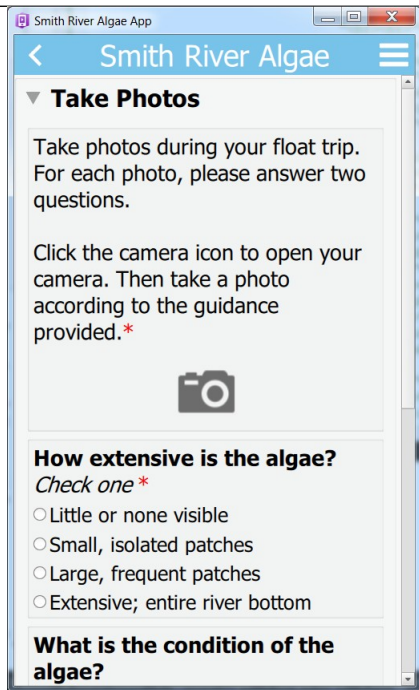 Smith River Algae App
Smith River Algae
Take Photos
Take photos during your float trip.
For each photo, please answer two
questions.
Click the camera icon to open your
camera. Then take a photo
according to the guidance
provided.*
How extensive is the algae?
Check one *
Little or none visible
Small, isolated patches
Large, frequent patches
Extensive; entire river bottom
What is the condition of the
algae?